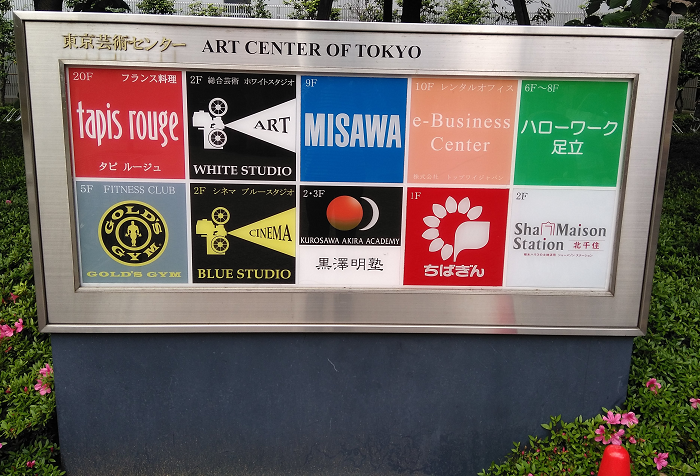 東京芸術センター ART CENTER OF TOKYO
20F フランス料理
tapis rouge
タピ ルージュ
2F 総合芸術 ホワイトスタジオ
ART
WHITE STUDIO
9F
MISAWA
10F レンタルオフィス
e-Business
Center
6F〜8F
ハローワーク
足立
5F FITNESS CLUB
GOLD'S
GYM
GOLD'S GYM
2F シネマ ブルースタジオ
CINEMA
BLUE STUDIO
2・3F
KUROSAWA AKIRA ACADEMY
黒澤明塾
1F
ちばぎん
2F
ShaMaison
Station 北千住